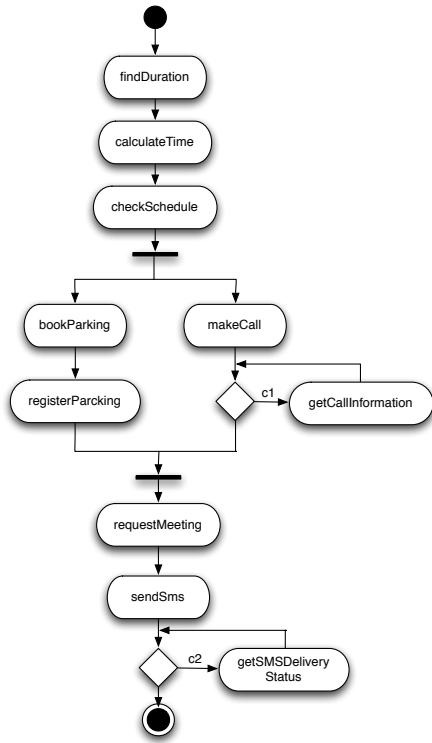 findDuration
calculateTime
checkSchedule
bookParking
makeCall
c1
registerParcking
getCallInformation
requestMeeting
sendSms
c2
getSMSDelivery
Status